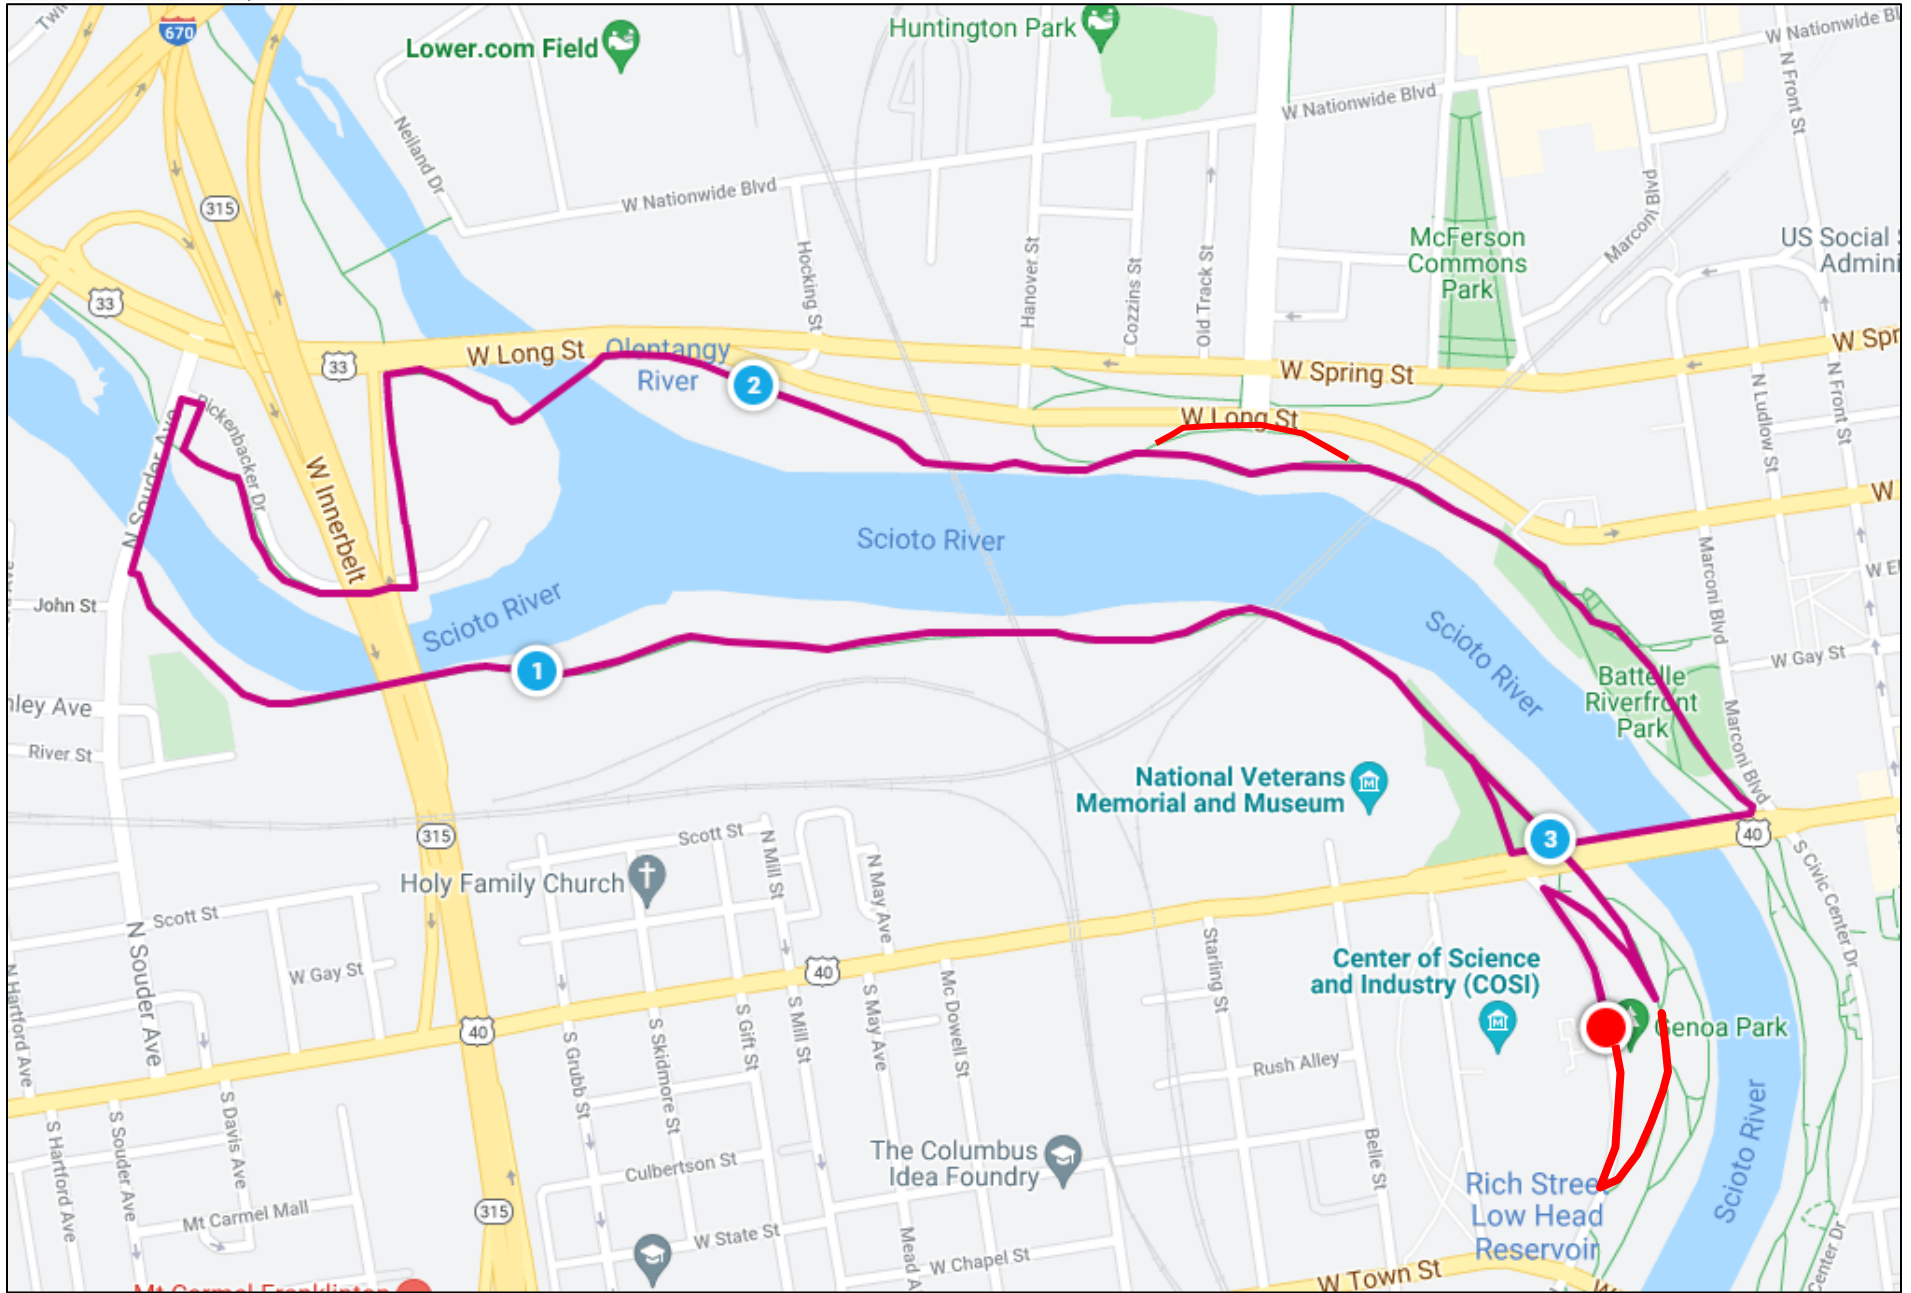 670
Lower.com Field
Huntington Park
W Nationwide Bl
N Front St
W Nationwide Blvd
Neiland Dr
W Nationwide Blvd
Marconi Blvd
Marconi Blvd
315
Hocking St
Hanover St
Cozzins St
Old Track St
McFerson
Commons
Park
US Social
Admini
33
33
W Long St
Olentangy
River
2
W Spring St
W Spr
W Long St
N Ludlow St
N Front St
Rickenbacker Dr
N Souder Ave
W Innerbelt
W
Scioto River
Marconi Blvd
W El
John St
Scioto River
Scioto River
W Gay St
1
Battelle
Riverfront
Park
nley Ave
River St
Marconi Blvd
National Veterans
Memorial and Museum
3
40
315
Scott St
N Mill St
N May Ave
S Civic Center Dr
Holy Family Church
Scott St
N Souder Ave
W Gay St
40
Starling St
Center of Science
and Industry (COSI)
N Hartford Ave
40
S Grubb St
S Skidmore St
S Gift St
S Mill St
S May Ave
Mc Dowell St
Genoa Park
Rush Alley
S Hartford Ave
S Souder Ave
S Davis Ave
The Columbus
Idea Foundry
Belle St
Culbertson St
Scioto River
Rich Street
Low Head
Reservoir
Mt Carmel Mall
315
W State St
Mead A
W Chapel St
W Town St
Center Dr
Mt Carmel Franklinton